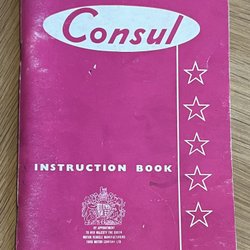 Consul
INSTRUCTION BOOK
BY APPOINTMENT
TO HER MAJESTY THE QUEEN
MOTOR VEHICLE MANUFACTURERS
FORD MOTOR COMPANY LTD